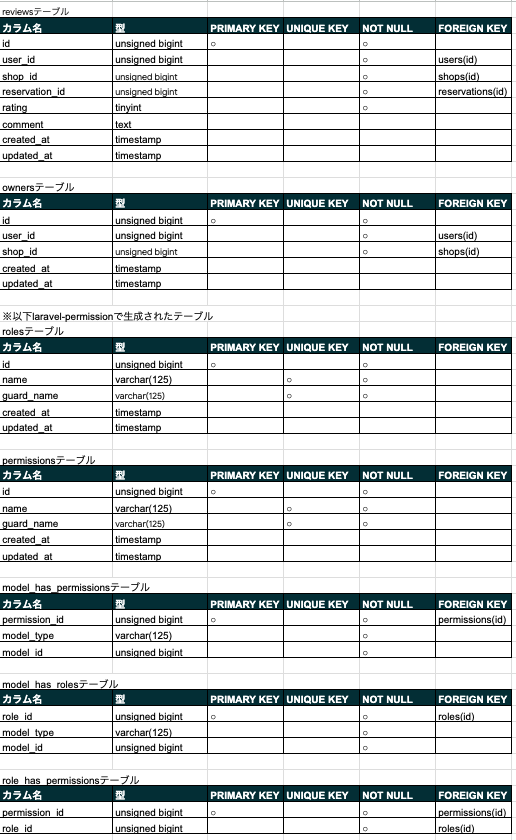 reviewsテーブル
カラム名 型 PRIMARY KEY UNIQUE KEY NOT NULL FOREIGN KEY
id unsigned bigint ○ ○
user_id unsigned bigint ○ users(id)
shop_id unsigned bigint ○ shops(id)
reservation_id unsigned bigint ○ reservations(id)
rating tinyint ○
comment text
created_at timestamp
updated_at timestamp
ownersテーブル
カラム名 型 PRIMARY KEY UNIQUE KEY NOT NULL FOREIGN KEY
id unsigned bigint ○ ○
user_id unsigned bigint ○ users(id)
shop_id unsigned bigint ○ shops(id)
created_at timestamp
updated_at timestamp
※以下laravel-permissionで生成されたテーブル
rolesテーブル
カラム名 型 PRIMARY KEY UNIQUE KEY NOT NULL FOREIGN KEY
id unsigned bigint ○ ○
name varchar(125) ○ ○
guard_name varchar(125) ○ ○
created_at timestamp
updated_at timestamp
permissionsテーブル
カラム名 型 PRIMARY KEY UNIQUE KEY NOT NULL FOREIGN KEY
id unsigned bigint ○ ○
name varchar(125) ○ ○
guard_name varchar(125) ○ ○
created_at timestamp
updated_at timestamp
model_has_permissionsテーブル
カラム名 型 PRIMARY KEY UNIQUE KEY NOT NULL FOREIGN KEY
permission_id unsigned bigint ○ ○ permissions(id)
model_type varchar(125) ○
model_id unsigned bigint ○
model_has_rolesテーブル
カラム名 型 PRIMARY KEY UNIQUE KEY NOT NULL FOREIGN KEY
role_id unsigned bigint ○ ○ roles(id)
model_type varchar(125) ○
model_id unsigned bigint ○
role_has_permissionsテーブル
カラム名 型 PRIMARY KEY UNIQUE KEY NOT NULL FOREIGN KEY
permission_id unsigned bigint ○ ○ permissions(id)
role_id unsigned bigint ○ roles(id)